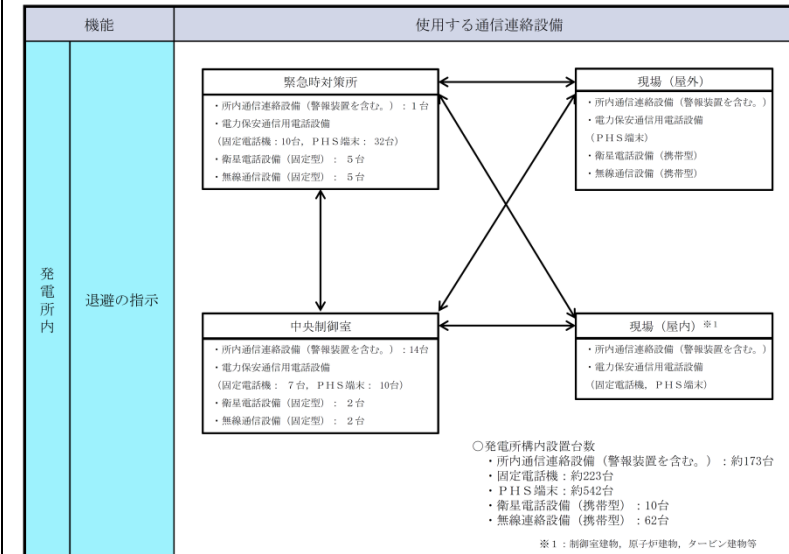 機能
使用する通信連絡設備
発電所内
退避の指示
緊急時対策所
・所内通信連絡設備（警報装置を含む。）：１台
・電力保安通信用電話設備
（固定電話機：10台，ＰＨＳ端末： 32台）
・衛星電話設備（固定型）： ５台
・無線通信設備（固定型）： ５台
現場（屋外）
・所内通信連絡設備（警報装置を含む。）
・電力保安通信用電話設備
（ＰＨＳ端末）
・衛星電話設備（携帯型）
・無線通信設備（携帯型）
中央制御室
・所内通信連絡設備（警報装置を含む。）：14台
・電力保安通信用電話設備
（固定電話機： ７台，ＰＨＳ端末： 10台）
・衛星電話設備（固定型）： ２台
・無線通信設備（固定型）： ２台
現場（屋内）※１
・所内通信連絡設備（警報装置を含む。）
・電力保安通信用電話設備
（固定電話機，ＰＨＳ端末）
○発電所構内設置台数
・所内通信連絡設備（警報装置を含む。）：約173台
・固定電話機：約223台
・ＰＨＳ端末：約542台
・衛星電話設備（携帯型）：10台
・無線連絡設備（携帯型）：62台
※１：制御室建物，原子炉建物，タービン建物等